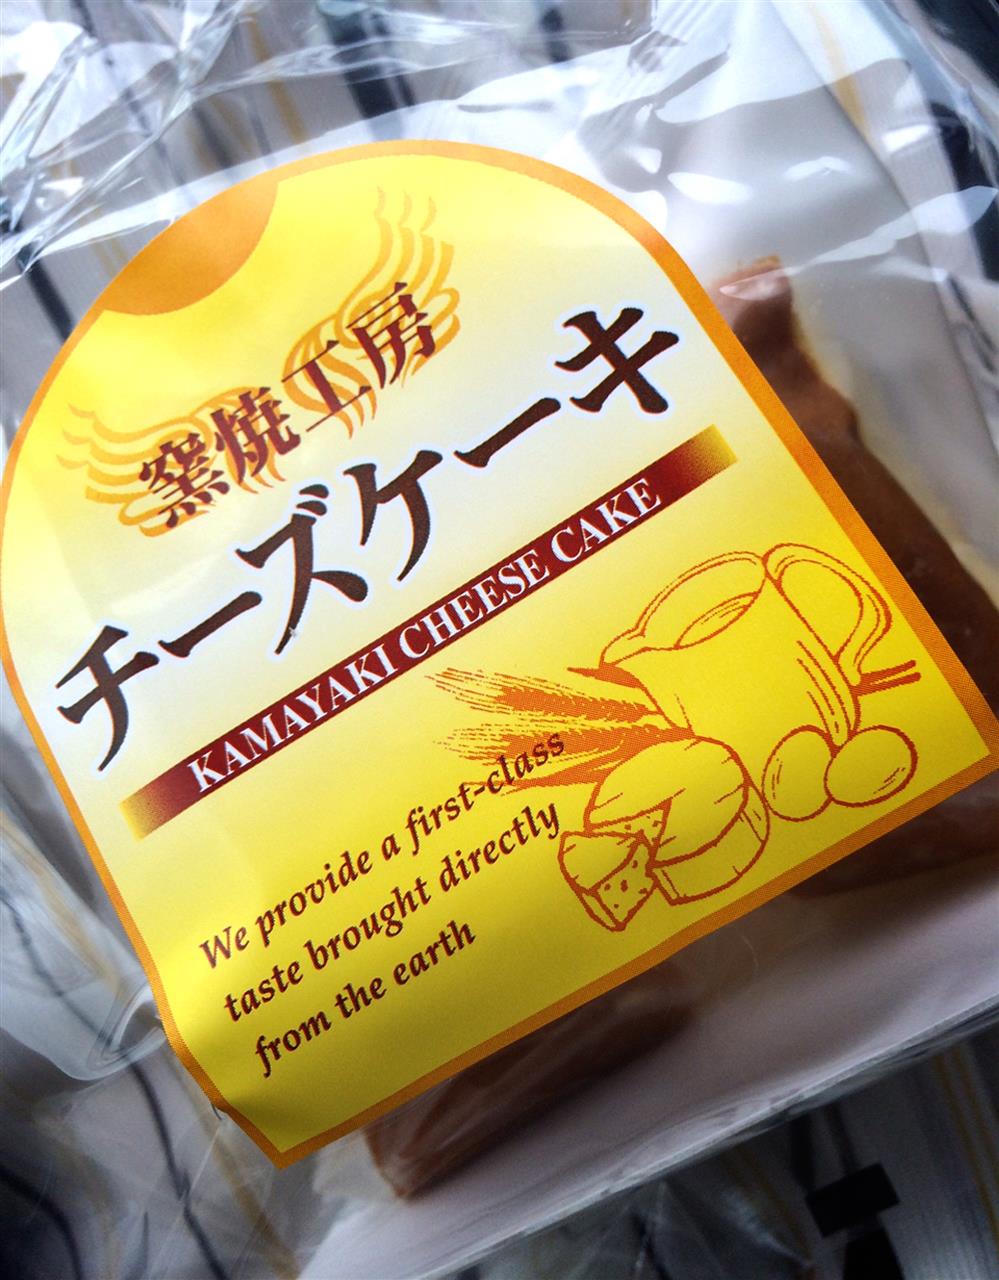 窯焼工房
チーズケーキ
KAMAYAKI CHEESE CAKE
We provide a first-class
taste brought directly
from the earth